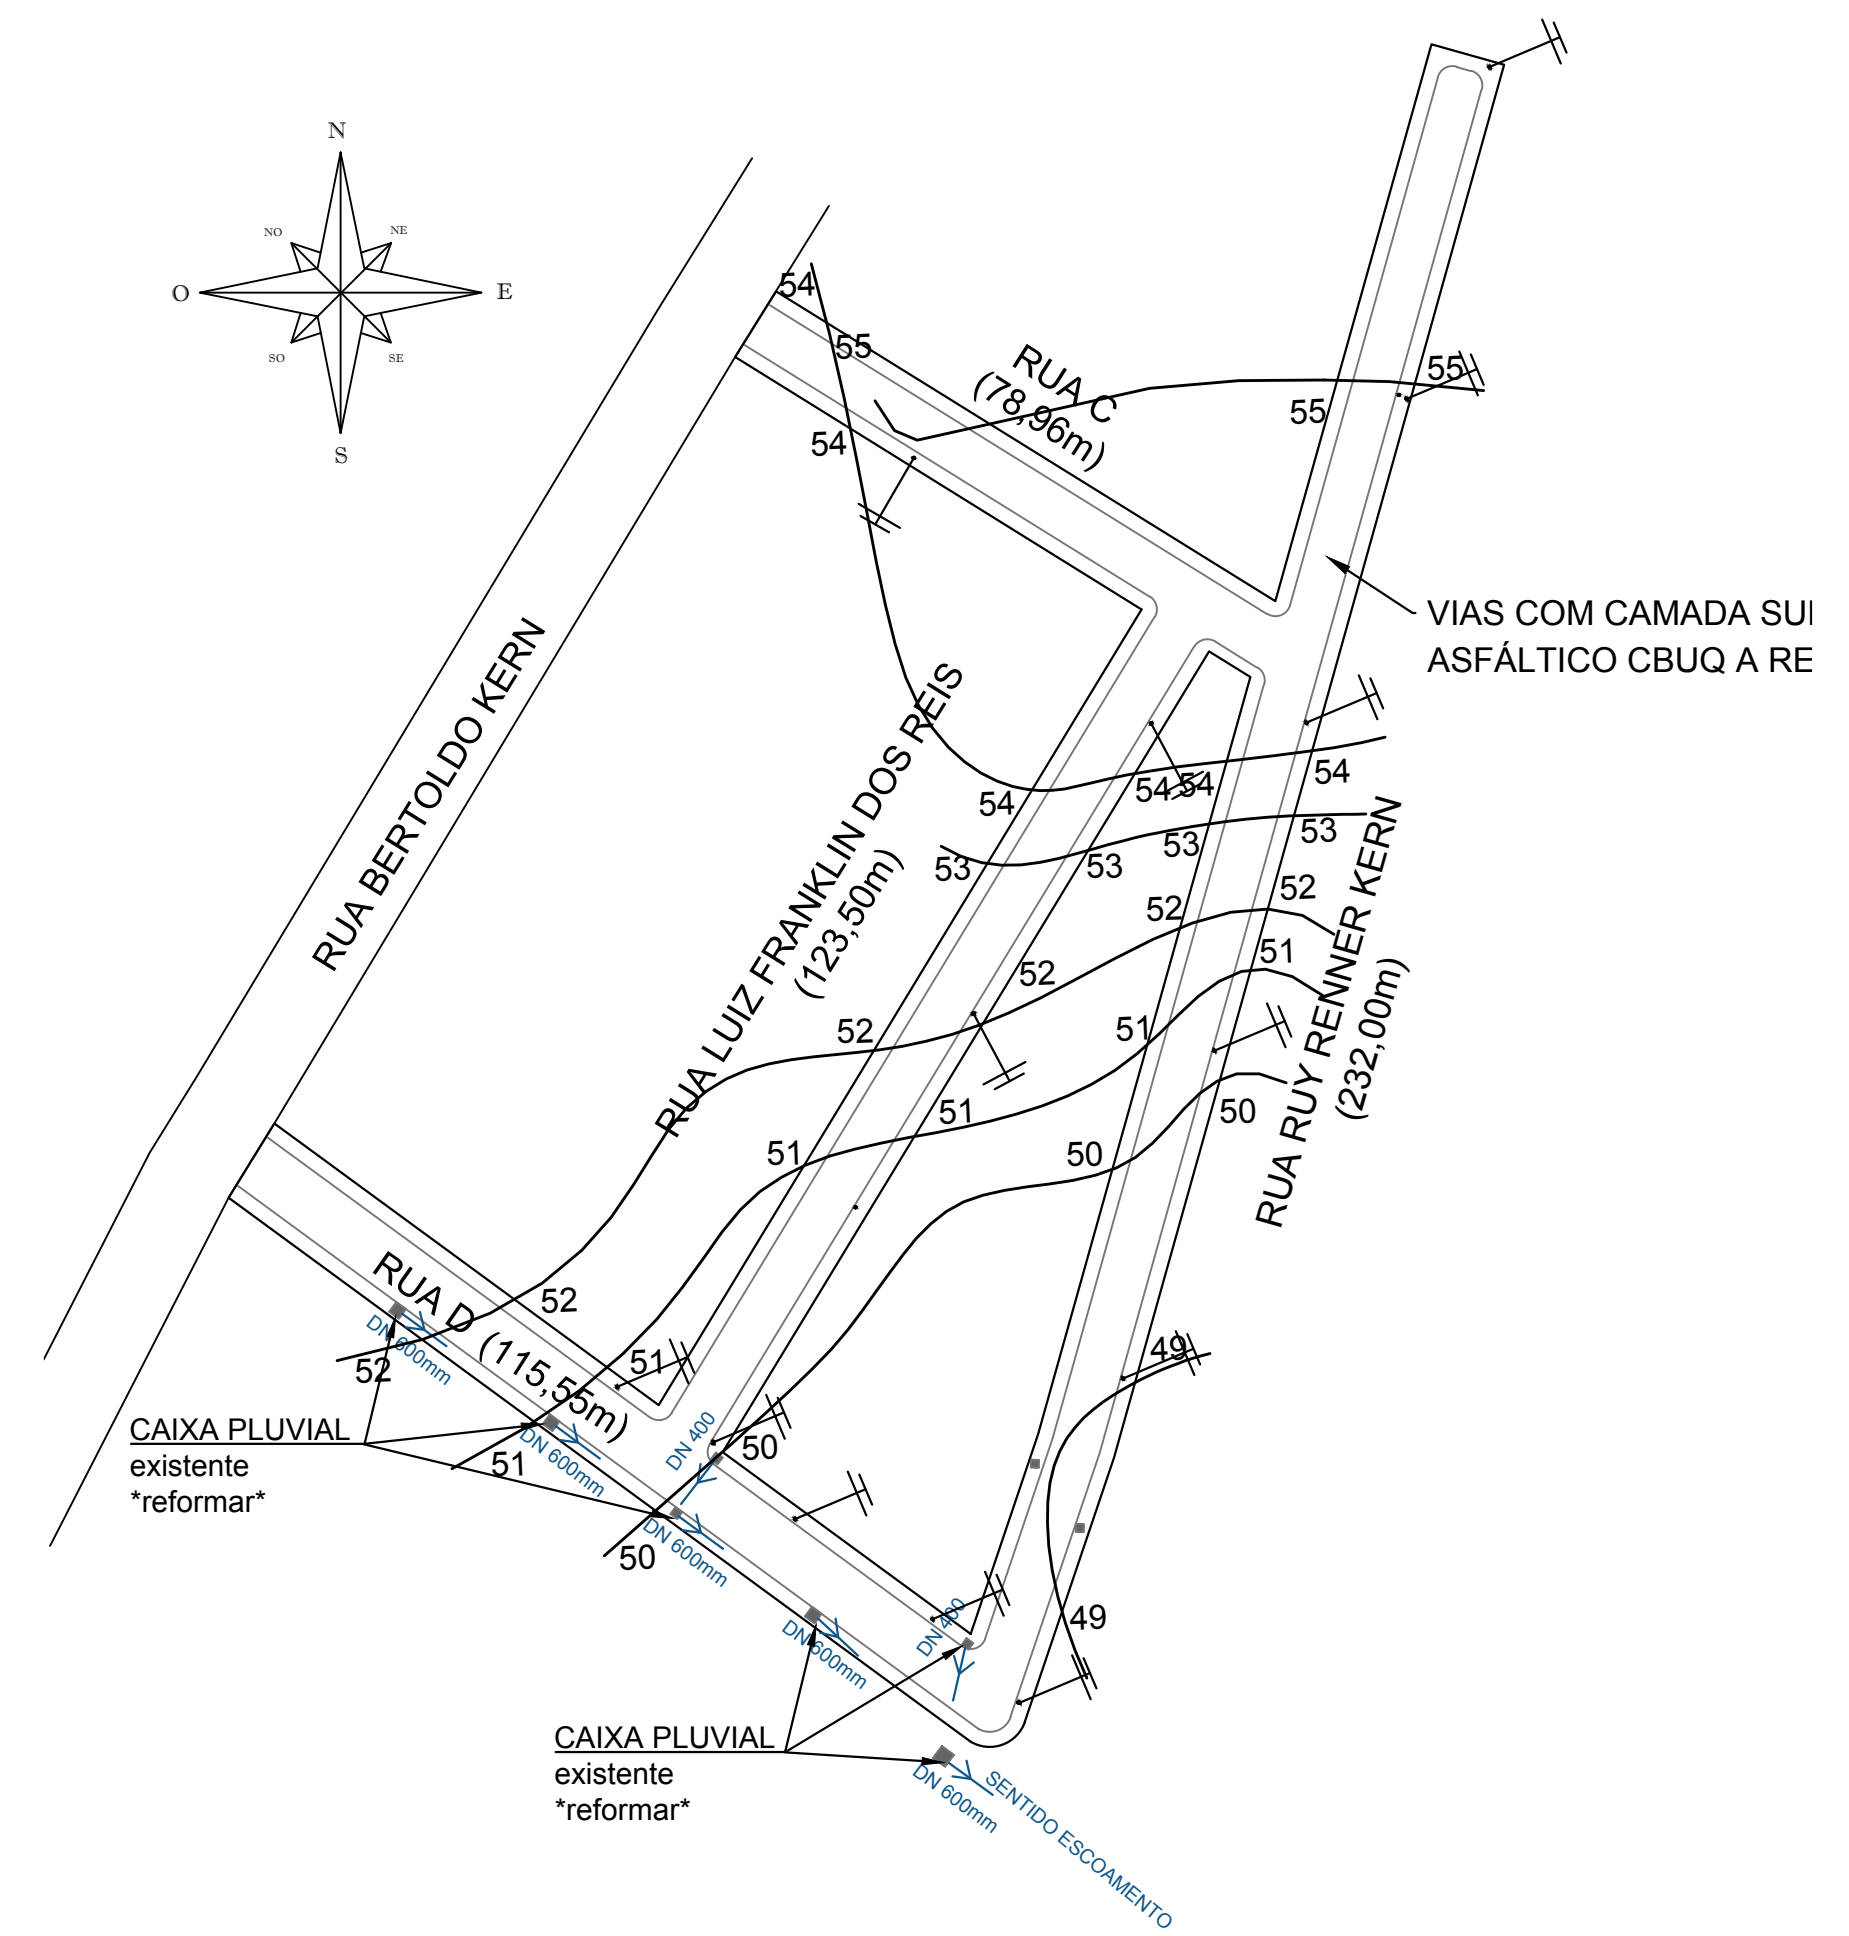 N
NO
NE
O
E
SO
SE
S
54
55
RUA C
(78,96m)
55
55
54
VIAS COM CAMADA SU
ASFÁLTICO CBUQ A RE
RUA BERTOLDO KERN
RUA LUIZ FRANKLIN DOS REIS
(123,50m)
54
54
54
54
53
53
53
53
52
52
52
52
51
51
51
51
RUA RUY RENNER KERN
(232,00m)
50
50
RUA D (115,55m)
52
52
DN 600mm
51
49
CAIXA PLUVIAL
existente
*reformar*
51
DN 600mm
DN 400
50
50
DN 600mm
49
DN 400
DN 600mm
CAIXA PLUVIAL
existente
*reformar*
DN 600mm
SENTIDO ESCOAMENTO